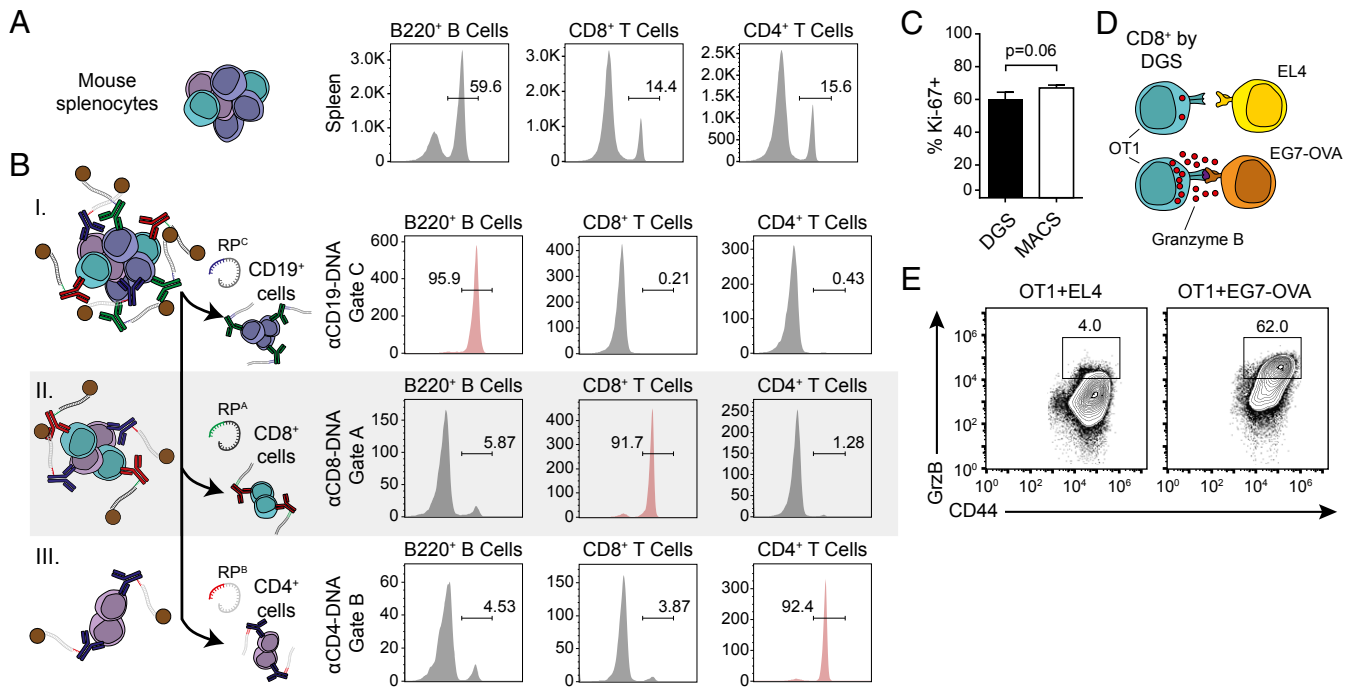 A
Mouse
splenocytes
B220⁺ B Cells
CD8⁺ T Cells
CD4⁺ T Cells
Spleen
3.0K
2.0K
1.0K
0
59.6
3.0K
2.0K
1.0K
0
14.4
2.5K
2.0K
1.5K
1.0K
500
0
15.6
B
I.
RPᶜ
CD19⁺
cells
αCD19-DNA
Gate C
B220⁺ B Cells
CD8⁺ T Cells
CD4⁺ T Cells
600
400
200
0
95.9
400
300
200
100
0
0.21
300
200
100
0
0.43
II.
RPᴬ
CD8⁺
cells
αCD8-DNA
Gate A
B220⁺ B Cells
CD8⁺ T Cells
CD4⁺ T Cells
150
100
50
0
5.87
400
300
200
100
0
91.7
250
200
150
100
50
0
1.28
III.
RPᴮ
CD4⁺
cells
αCD4-DNA
Gate B
B220⁺ B Cells
CD8⁺ T Cells
CD4⁺ T Cells
60
40
20
0
4.53
150
100
50
0
3.87
300
200
100
0
92.4
C
p=0.06
% Ki-67+
100
80
60
40
20
0
DGS
MACS
D
CD8⁺ by
DGS
EL4
OT1
EG7-OVA
Granzyme B
E
OT1+EL4
OT1+EG7-OVA
4.0
62.0
GrzB
10⁶
10⁴
10²
10⁰
10⁰ 10² 10⁴ 10⁶
10⁰ 10² 10⁴ 10⁶
CD44